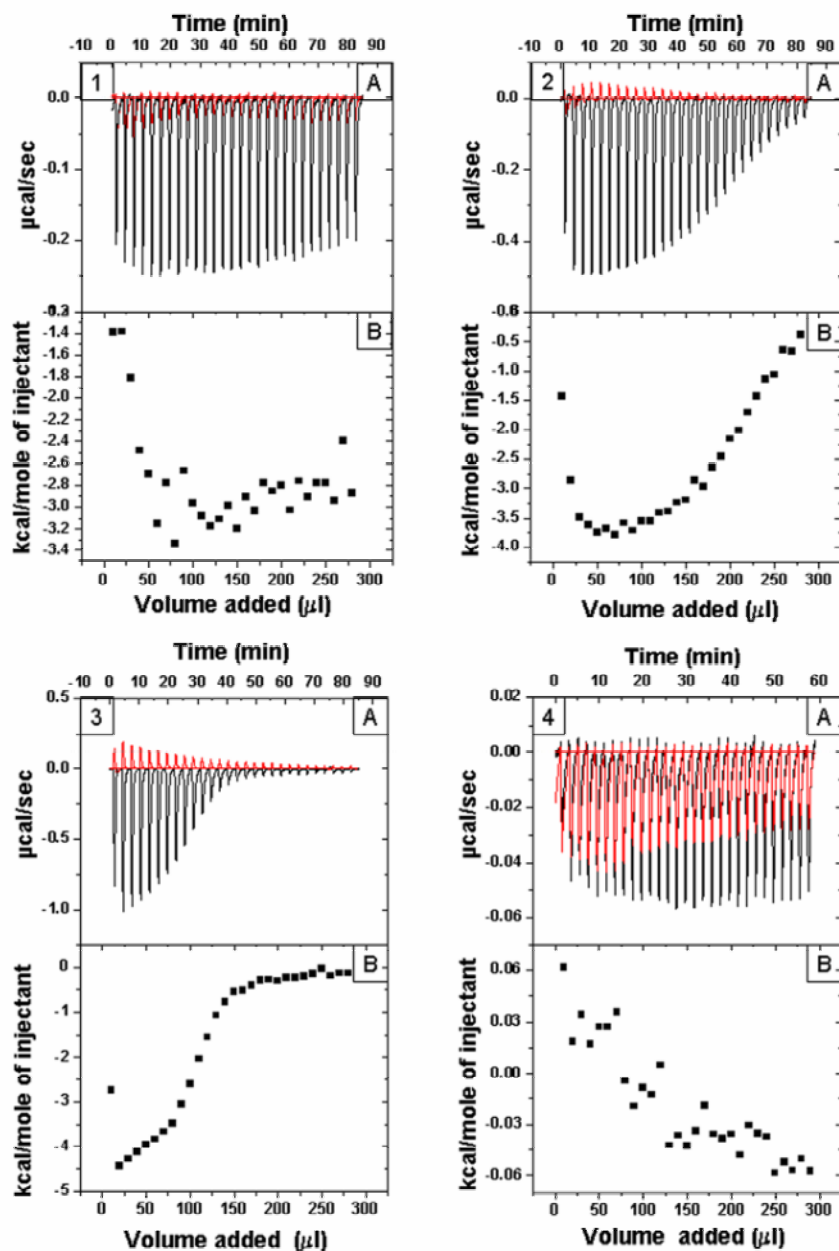 Time (min)
-10 0 10 20 30 40 50 60 70 80 90
1
A
0.0
-0.1
-0.2
µcal/sec
B
-1.4
-1.6
-1.8
-2.0
-2.2
-2.4
-2.6
-2.8
-3.0
-3.2
-3.4
kcal/mole of injectant
0 50 100 150 200 250 300
Volume added (µl)
Time (min)
-10 0 10 20 30 40 50 60 70 80 90
2
A
0.0
-0.2
-0.4
µcal/sec
B
-0.5
-1.0
-1.5
-2.0
-2.5
-3.0
-3.5
-4.0
kcal/mole of injectant
0 50 100 150 200 250 300
Volume added (µl)
Time (min)
-10 0 10 20 30 40 50 60 70 80 90
3
A
0.5
0.0
-0.5
-1.0
µcal/sec
B
0
-1
-2
-3
-4
-5
kcal/mole of injectant
0 50 100 150 200 250 300
Volume added (µl)
Time (min)
0 10 20 30 40 50 60
4
A
0.02
0.00
-0.02
-0.04
-0.06
µcal/sec
B
0.06
0.03
0.00
-0.03
-0.06
kcal/mole of injectant
0 50 100 150 200 250 300
Volume added (µl)